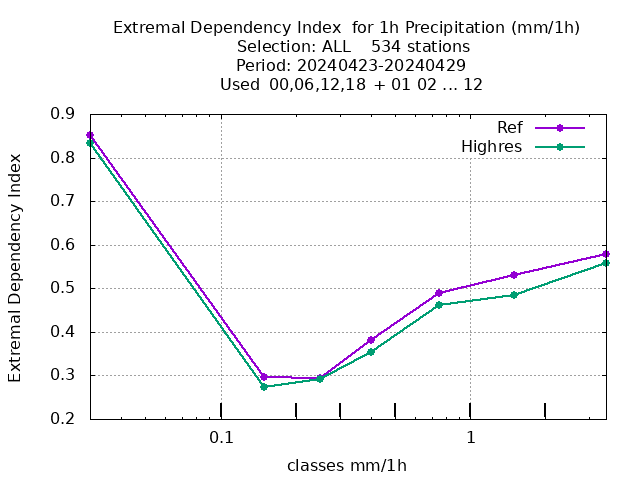 Extremal Dependency Index  for 1h Precipitation (mm/1h)
Selection: ALL    534 stations
Period: 20240423-20240429
Used  00,06,12,18  + 01 02 ... 12
Ref
Highres
0.9
0.8
0.7
0.6
0.5
0.4
0.3
0.2
Extremal Dependency Index
0.1 1
classes mm/1h